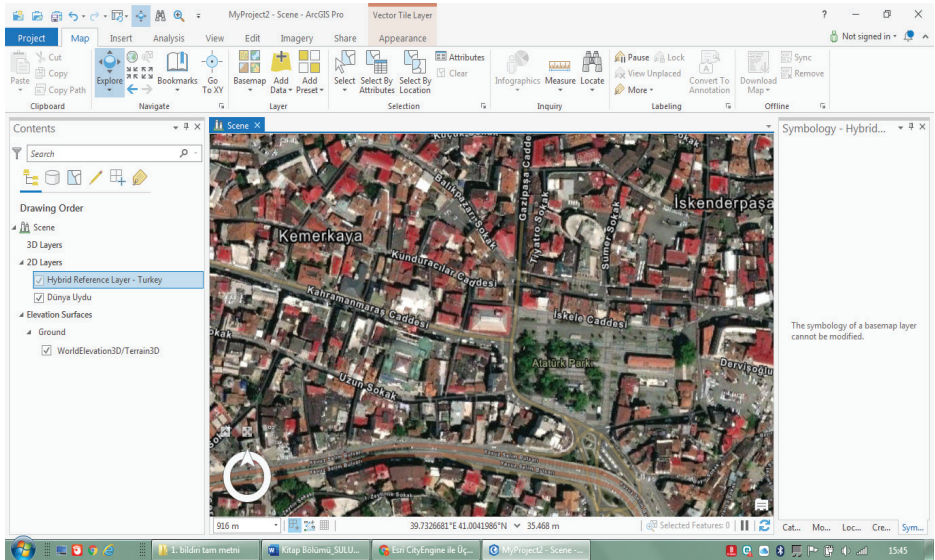 MyProject2 - Scene - ArcGIS Pro
Vector Tile Layer
?
Project Map Insert Analysis View Edit Imagery Share Appearance
Not signed in
Paste
Cut
Copy
Copy Path
Clipboard
Explore
Bookmarks
Go To XY
Navigate
Basemap
Add Data
Add Preset
Layer
Select
Select By Attributes
Select By Location
Attributes
Clear
Selection
Infographics
Measure
Locate
Inquiry
Pause
Lock
View Unplaced
More
Convert To Annotation
Labeling
Download Map
Sync
Remove
Offline
Contents
Search
Drawing Order
Scene
3D Layers
2D Layers
Hybrid Reference Layer - Turkey
Dünya Uydu
Elevation Surfaces
Ground
WorldElevation3D/Terrain3D
Scene
Balıkpazarı Sokak
Gazipaşa Cadde
Tiyatro Sokak
Sümer Sokak
İskenderpaşa
Kemerkaya
Kunduracılar Caddesi
Kahramanmaraş Caddesi
İskele Caddesi
Atatürk Park
Dervişoğlu
Uzun Sokak
916 m
39.7326681°E 41.0041986°N
35.468 m
Selected Features: 0
Symbology - Hybrid...
The symbology of a basemap layer
cannot be modified.
Cat... Mo... Loc... Cre... Sym...
1. bildiri tam metni
Kitap Bölümü_SULU...
Esri CityEngine ile Üç...
MyProject2 - Scene -...
15:45